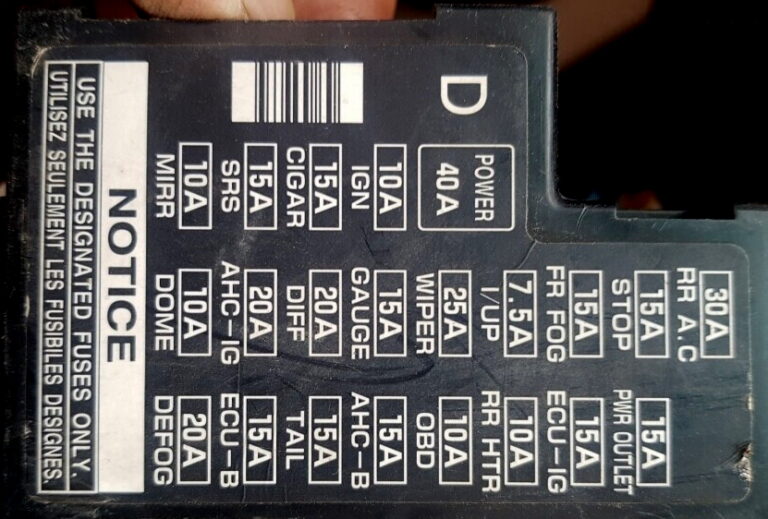 30A
RR A.C
15A 15A
STOP PWR OUTLET
15A 15A
FR FOG ECU-IG
7.5A 10A
D I/UP RR HTR
POWER
40A 25A 10A
WIPER OBD
10A 15A 15A
IGN GAUGE AHC-B
15A 20A 15A
CIGAR DIFF TAIL
15A 20A 15A
SRS AHC-IG ECU-B
10A 10A 20A
MIRR DOME DEFOG
NOTICE
USE THE DESIGNATED FUSES ONLY.
UTILISEZ SEULEMENT LES FUSIBILES DESIGNES.